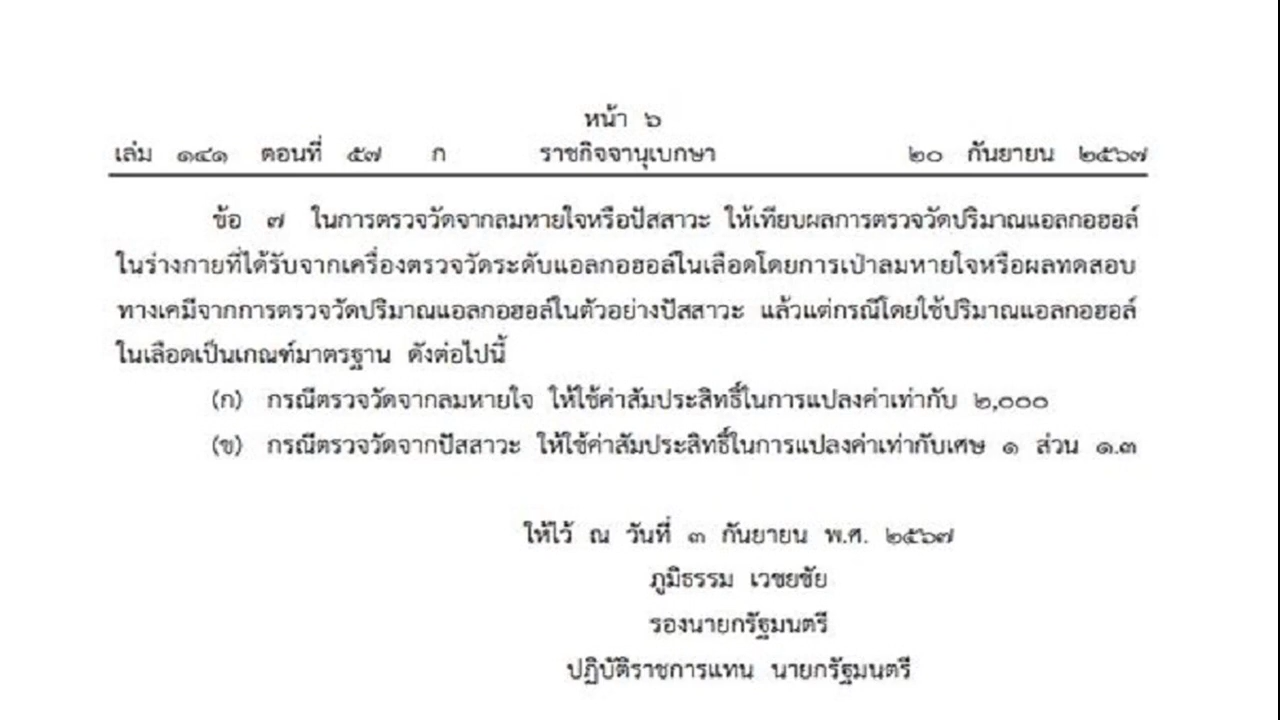 หน้า ๖
เล่ม ๑๔๑ ตอนที่ ๕๗ ก ราชกิจจานุเบกษา ๒๐ กันยายน ๒๕๖๗
ข้อ ๗ ในการตรวจวัดจากลมหายใจหรือปัสสาวะ ให้เทียบผลการตรวจวัดปริมาณแอลกอฮอล์
ในร่างกายที่ได้รับจากเครื่องตรวจวัดระดับแอลกอฮอล์ในเลือดโดยการเป่าลมหายใจหรือผลทดสอบ
ทางเคมีจากการตรวจวัดปริมาณแอลกอฮอล์ในตัวอย่างปัสสาวะ แล้วแต่กรณีโดยใช้ปริมาณแอลกอฮอล์
ในเลือดเป็นเกณฑ์มาตรฐาน ดังต่อไปนี้
(ก) กรณีตรวจวัดจากลมหายใจ ให้ใช้ค่าสัมประสิทธิ์ในการแปลงค่าเท่ากับ ๒,๐๐๐
(ข) กรณีตรวจวัดจากปัสสาวะ ให้ใช้ค่าสัมประสิทธิ์ในการแปลงค่าเท่ากับเศษ ๑ ส่วน ๑.๓
ให้ไว้ ณ วันที่ ๓ กันยายน พ.ศ. ๒๕๖๗
ภูมิธรรม เวชยชัย
รองนายกรัฐมนตรี
ปฏิบัติราชการแทน นายกรัฐมนตรี